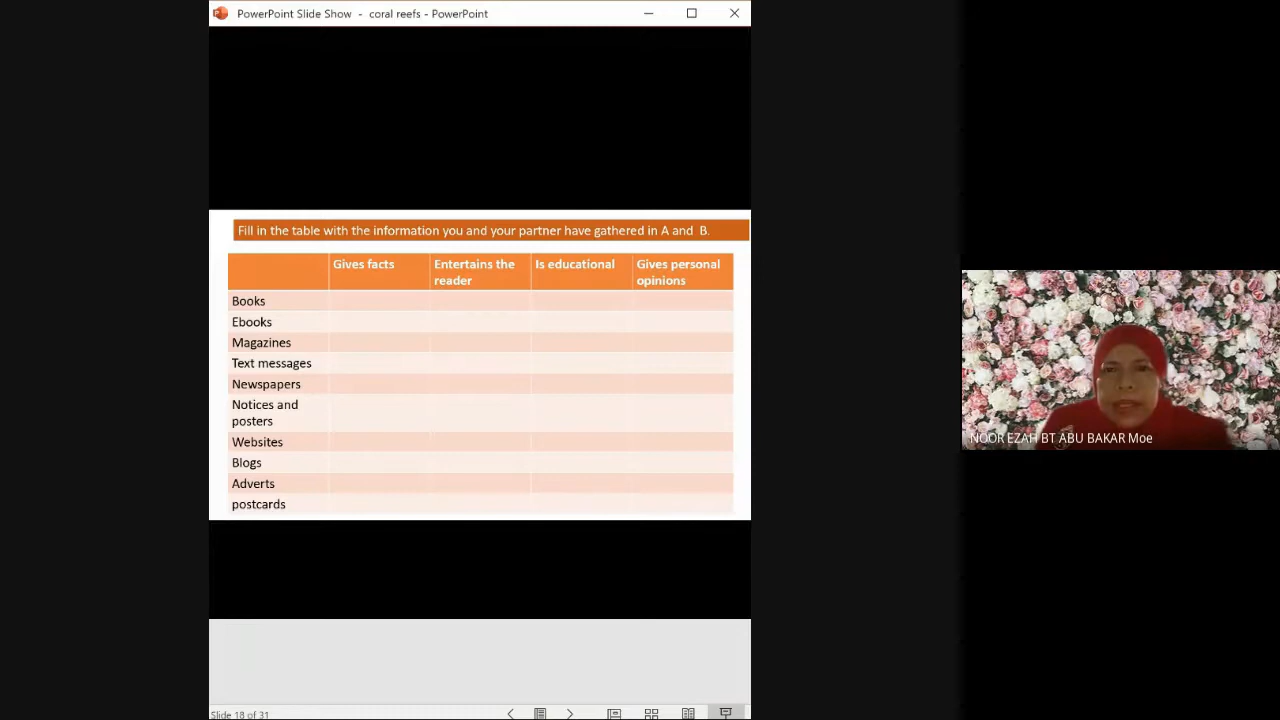 PowerPoint Slide Show - coral reefs - PowerPoint
Fill in the table with the information you and your partner have gathered in A and B.
Gives facts Entertains the reader Is educational Gives personal opinions
Books
Ebooks
Magazines
Text messages
Newspapers
Notices and
posters
Websites
Blogs
Adverts
postcards
NOOR EZAH BT ABU BAKAR Moe
Slide 18 of 31